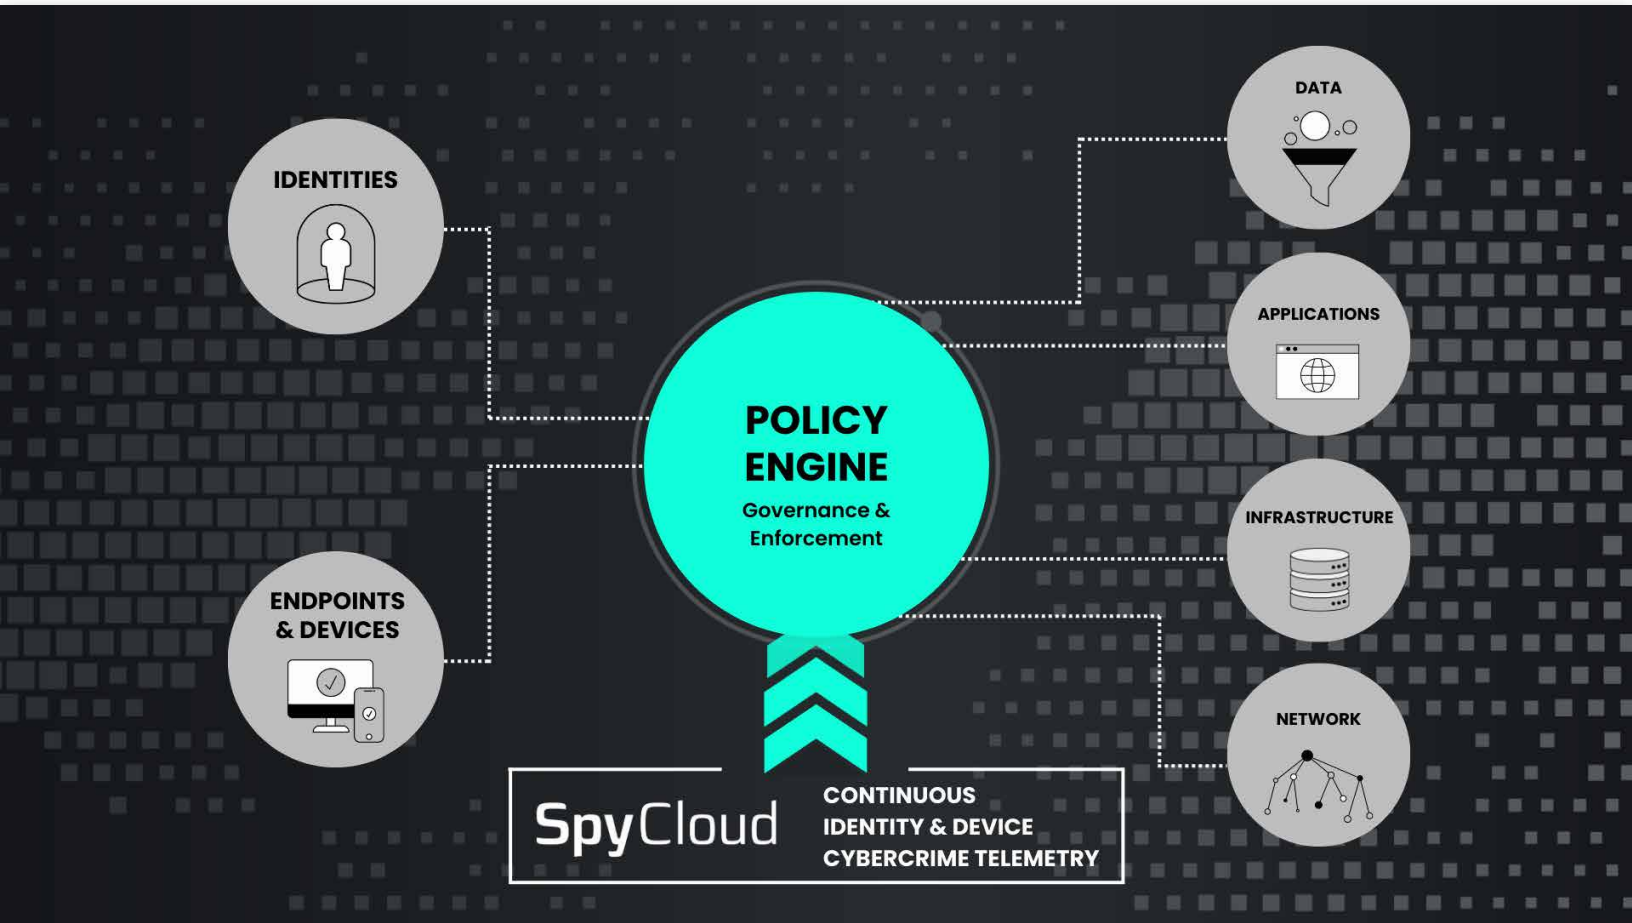 IDENTITIES
ENDPOINTS
& DEVICES
POLICY
ENGINE
Governance &
Enforcement
DATA
APPLICATIONS
INFRASTRUCTURE
NETWORK
SpyCloud
CONTINUOUS
IDENTITY & DEVICE
CYBERCRIME TELEMETRY